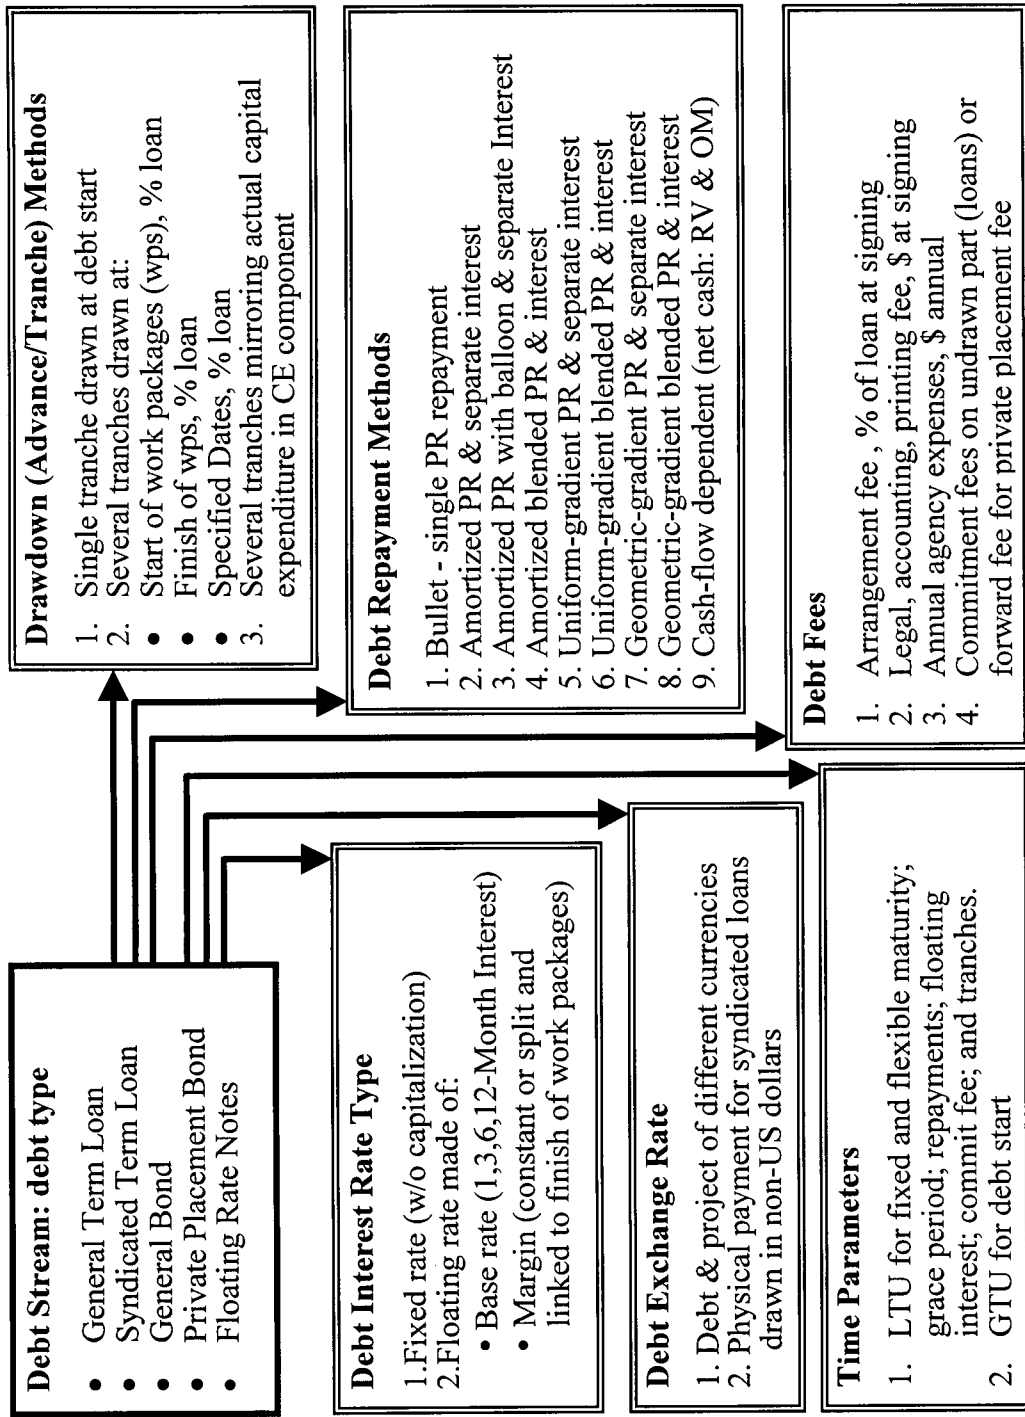 Debt Stream: debt type
• General Term Loan
• Syndicated Term Loan
• General Bond
• Private Placement Bond
• Floating Rate Notes
Drawdown (Advance/Tranche) Methods
1. Single tranche drawn at debt start
2. Several tranches drawn at:
• Start of work packages (wps), % loan
• Finish of wps, % loan
• Specified Dates, % loan
3. Several tranches mirroring actual capital
expenditure in CE component
Debt Interest Rate Type
1.Fixed rate (w/o capitalization)
2.Floating rate made of:
• Base rate (1,3,6,12-Month Interest)
• Margin (constant or split and
linked to finish of work packages)
Debt Repayment Methods
1. Bullet - single PR repayment
2. Amortized PR & separate interest
3. Amortized PR with balloon & separate Interest
4. Amortized blended PR & interest
5. Uniform-gradient PR & separate interest
6. Uniform-gradient blended PR & interest
7. Geometric-gradient PR & separate interest
8. Geometric-gradient blended PR & interest
9. Cash-flow dependent (net cash: RV & OM)
Debt Exchange Rate
1. Debt & project of different currencies
2. Physical payment for syndicated loans
drawn in non-US dollars
Debt Fees
1. Arrangement fee , % of loan at signing
2. Legal, accounting, printing fee, $ at signing
3. Annual agency expenses, $ annual
4. Commitment fees on undrawn part (loans) or
forward fee for private placement fee
Time Parameters
1. LTU for fixed and flexible maturity;
grace period; repayments; floating
interest; commit fee; and tranches.
2. GTU for debt start